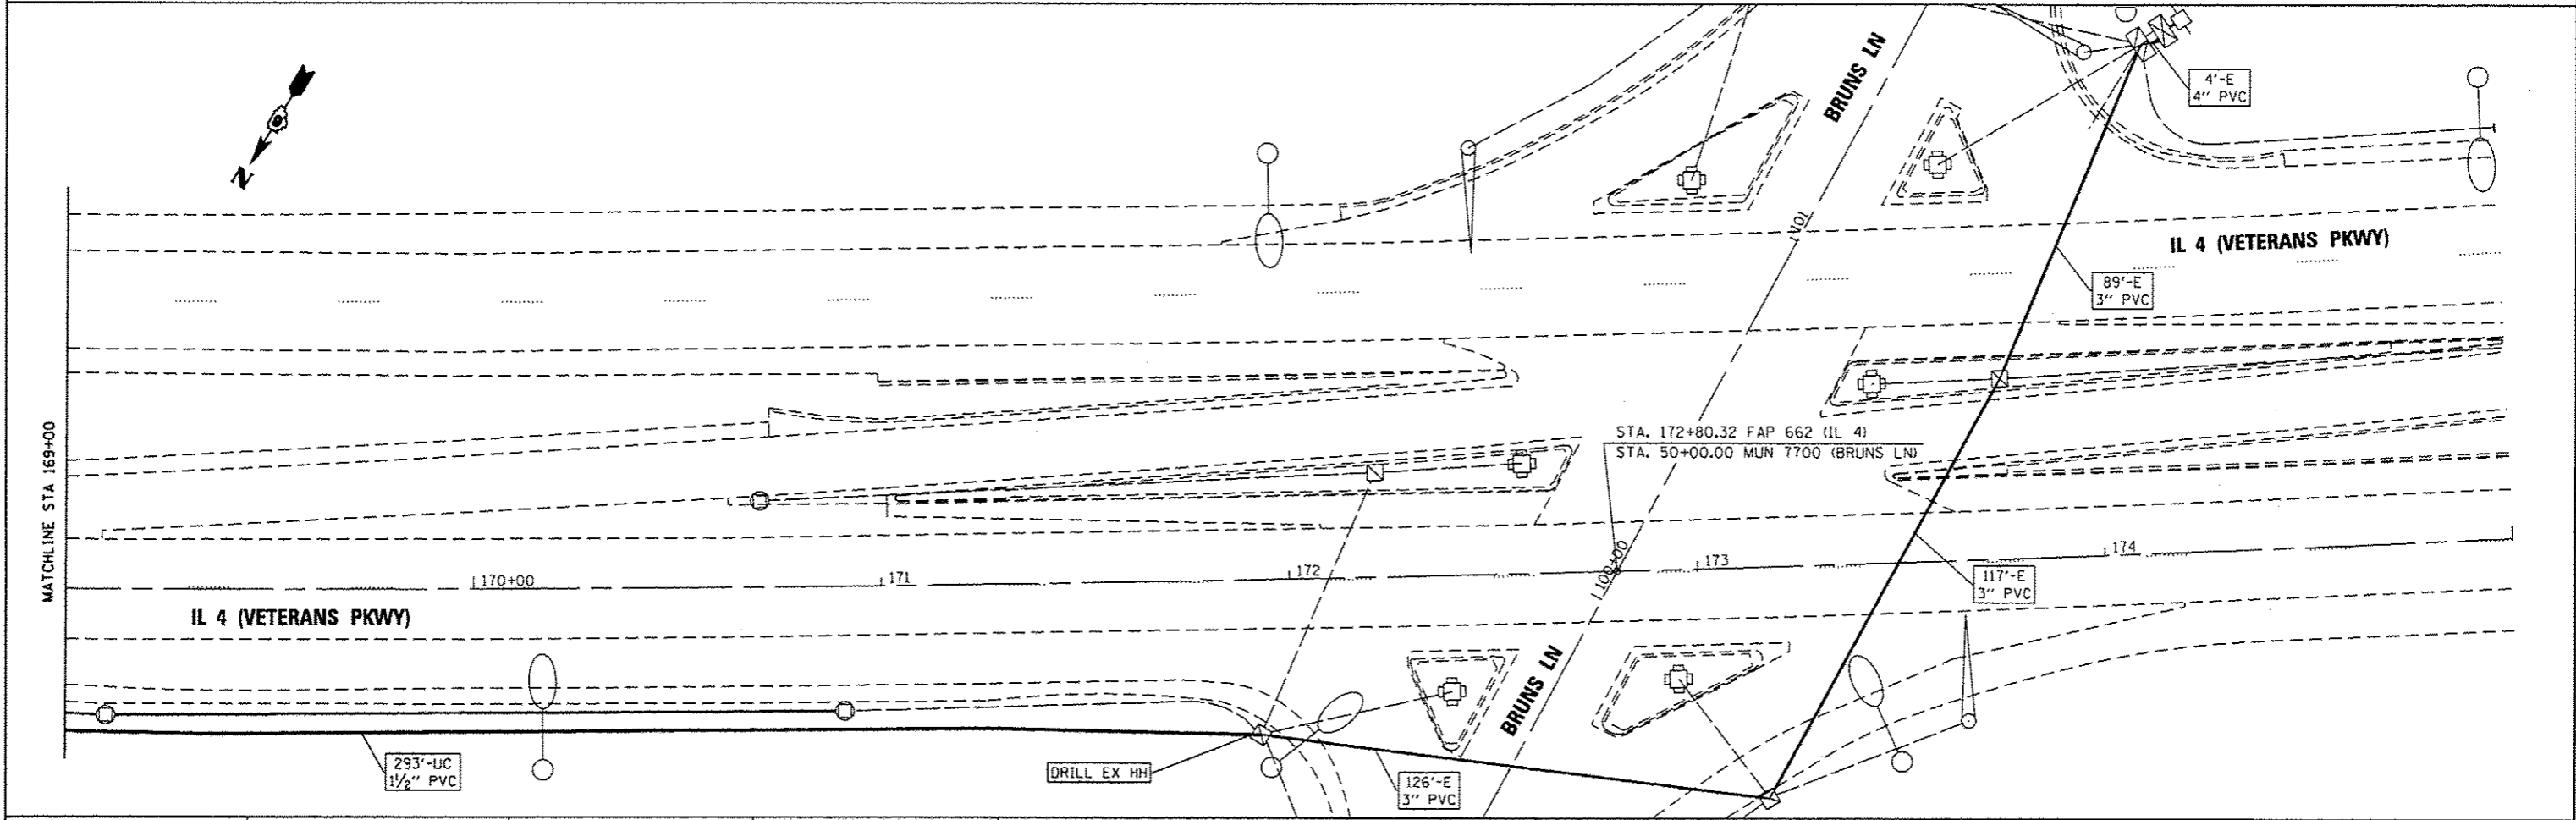 BRUNS LN
4'-E
4" PVC
N
101
IL 4 (VETERANS PKWY)
89'-E
3" PVC
MATCHLINE STA 169+00
STA. 172+80.32 FAP 662 (IL 4)
STA. 50+00.00 MUN 7700 (BRUNS LN)
170+00
171
172
100+00
173
174
117'-E
3" PVC
IL 4 (VETERANS PKWY)
BRUNS LN
293'-UC
1½" PVC
DRILL EX HH
126'-E
3" PVC